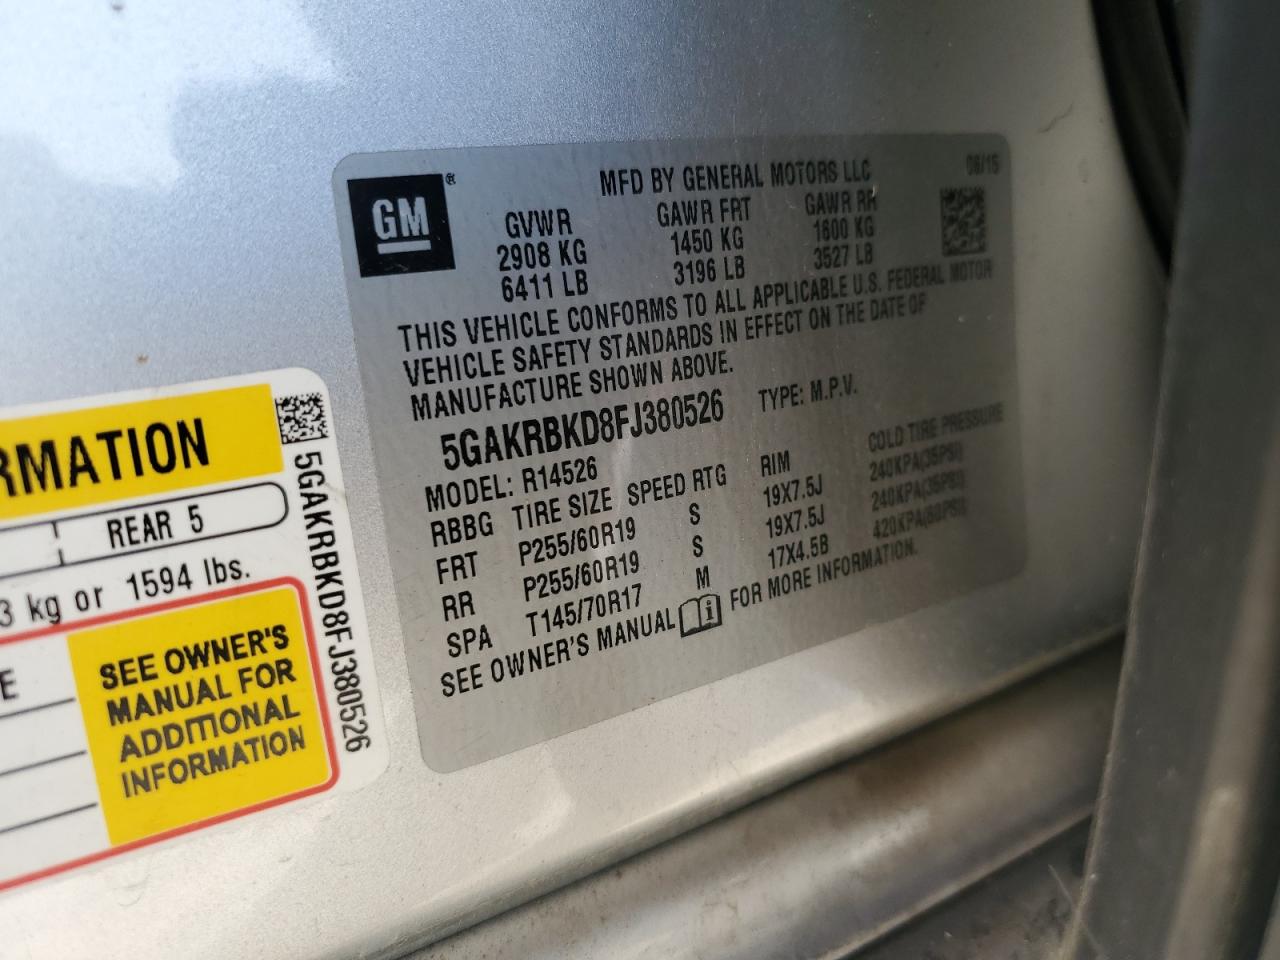 GM®
MFD BY GENERAL MOTORS LLC
GVWR GAWR FRT GAWR RR
2908 KG 1450 KG 1600 KG
6411 LB 3196 LB 3527 LB
THIS VEHICLE CONFORMS TO ALL APPLICABLE U.S. FEDERAL MOTOR
VEHICLE SAFETY STANDARDS IN EFFECT ON THE DATE OF
MANUFACTURE SHOWN ABOVE.
5GAKRBKD8FJ380526 TYPE: M.P.V.
MODEL: R14526
RBBG TIRE SIZE SPEED RTG RIM COLD TIRE PRESSURE
FRT P255/60R19 S 19X7.5J 240KPA(35PSI)
RR P255/60R19 S 19X7.5J 240KPA(35PSI)
SPA T145/70R17 M 17X4.5B 420KPA(60PSI)
SEE OWNER'S MANUAL FOR MORE INFORMATION.
RMATION
REAR 5
3 kg or 1594 lbs.
E
SEE OWNER'S
MANUAL FOR
ADDITIONAL
INFORMATION
5GAKRBKD8FJ380526